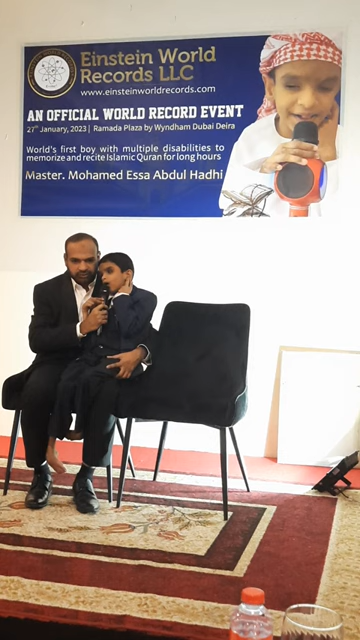 Einstein World
Records LLC
www.einsteinworldrecords.com
AN OFFICIAL WORLD RECORD EVENT
27th January, 2023 | Ramada Plaza by Wyndham Dubai Deira
World's first boy with multiple disabilities to
memorize and recite Islamic Quran for long hours
Master. Mohamed Essa Abdul Hadhi